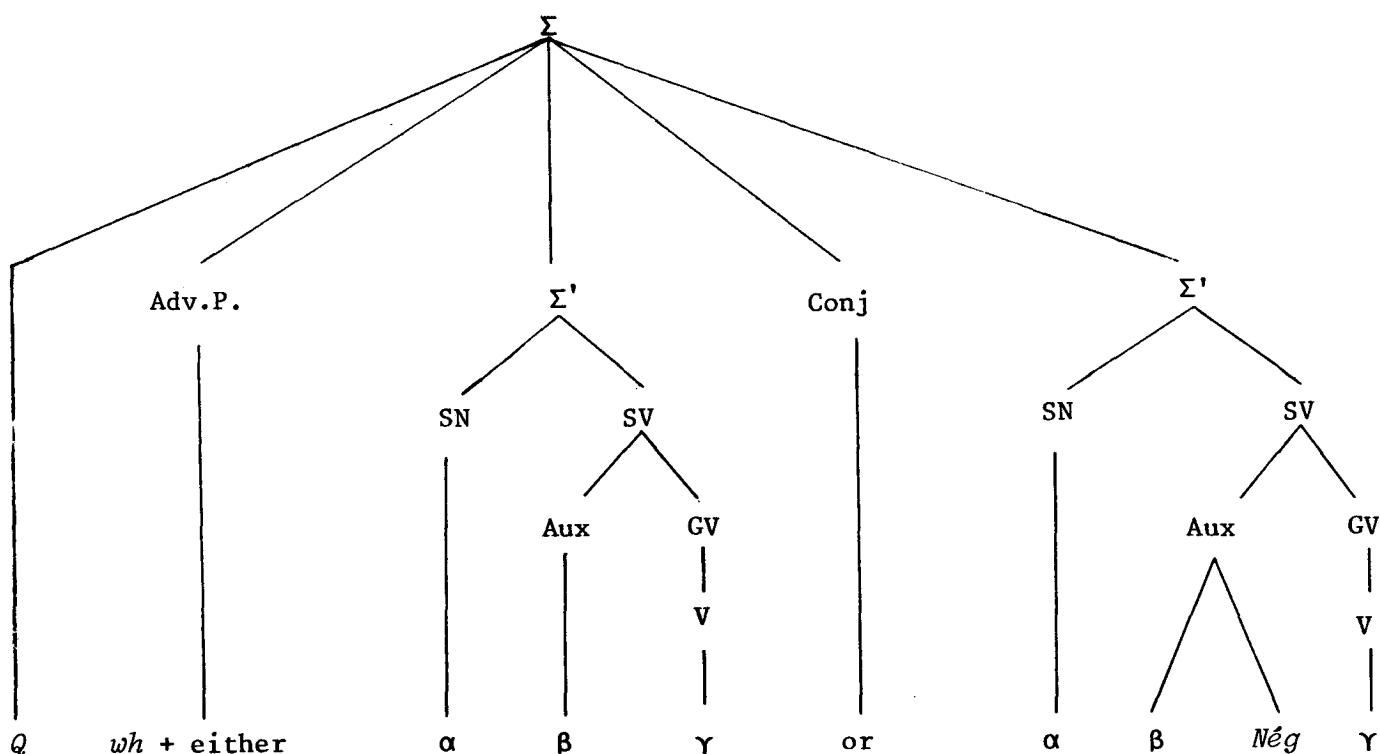 Σ
Adv.P. Σ' Conj Σ'
SN SV SN SV
Aux GV Aux GV
V V
Q wh + either α β γ or α β Nég γ